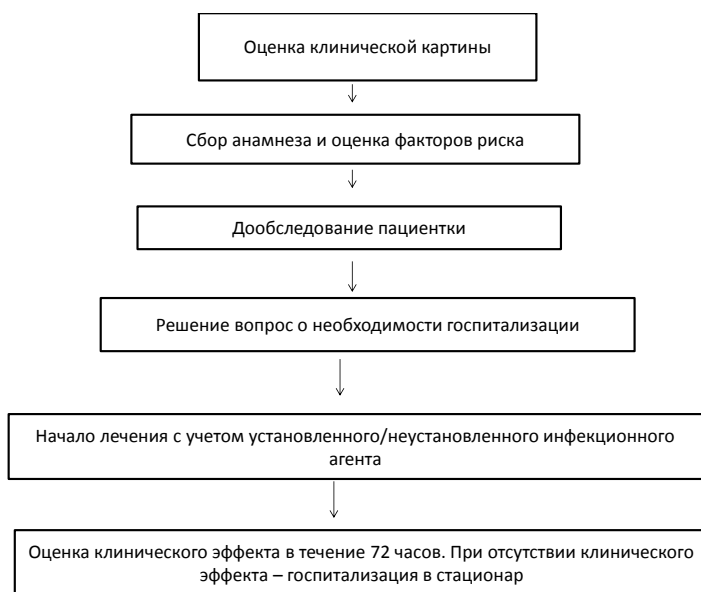 Оценка клинической картины
Сбор анамнеза и оценка факторов риска
Дообследование пациентки
Решение вопрос о необходимости госпитализации
Начало лечения с учетом установленного/неустановленного инфекционного
агента
Оценка клинического эффекта в течение 72 часов. При отсутствии клинического
эффекта – госпитализация в стационар